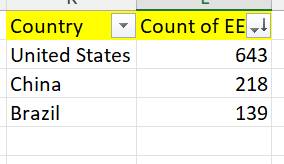 Country Count of EE
United States 643
China 218
Brazil 139